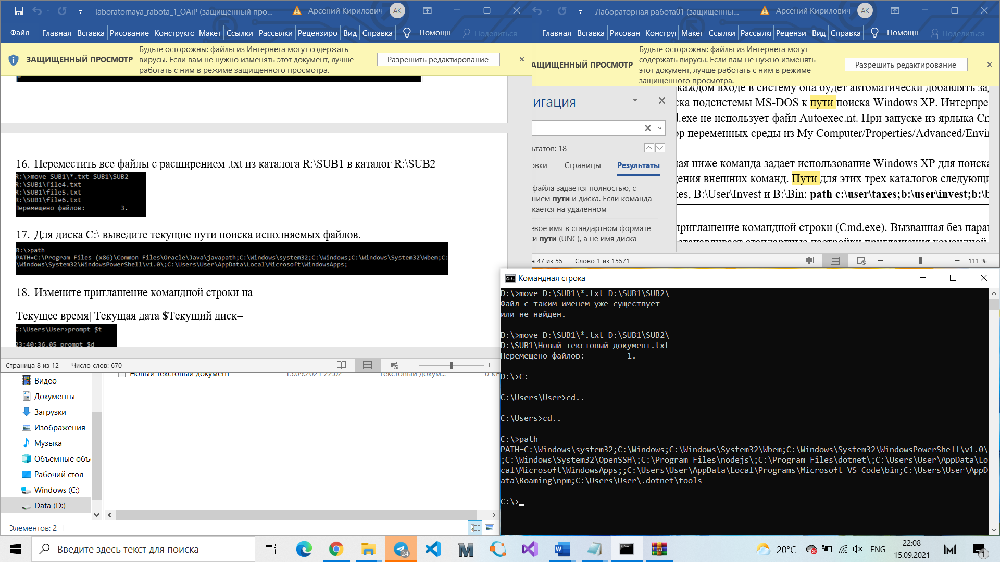 laboratornaya_rabota_1_OAiP (защищенный про...
Арсений Кирилович
АК
Файл
Главная
Вставка
Рисование
Конструктс
Макет
Ссылки
Рассылки
Рецензиро
Вид
Справка
Помощн
Поделиться
ЗАЩИЩЕННЫЙ ПРОСМОТР
Будьте осторожны: файлы из Интернета могут содержать
вирусы. Если вам не нужно изменять этот документ, лучше
работать с ним в режиме защищенного просмотра.
Разрешить редактирование
16. Переместить все файлы с расширением .txt из каталога R:\SUB1 в каталог R:\SUB2
R:\>move SUB1\*.txt SUB1\SUB2
R:\SUB1\file4.txt
R:\SUB1\file5.txt
R:\SUB1\file6.txt
Перемещено файлов: 3.
17. Для диска C:\ выведите текущие пути поиска исполняемых файлов.
R:\>path
PATH=C:\Program Files (x86)\Common Files\Oracle\Java\javapath;C:\Windows\system32;C:\Windows;C:\Windows\System32\Wbem;C:
\Windows\System32\WindowsPowerShell\v1.0\;C:\Users\User\AppData\Local\Microsoft\WindowsApps;
18. Измените приглашение командной строки на
Текущее время| Текущая дата $Текущий диск=
C:\Users\User>prompt $t
23:40:36,05 prompt $d
Страница 8 из 12
Число слов: 670
Лабораторная работа01 (защищенны...
Арсений Кирилович
АК
Главная
Вставка
Рисован
Констрyı
Макет
Ссылки
Рассылкı
Рецензи
Вид
Справка
Помощн
Поделиться
АЩИЩЕННЫЙ ПРОСМОТР
Будьте осторожны: файлы из Интернета могут
содержать вирусы. Если вам не нужно изменять
этот документ, лучше работать с ним в режиме
защищенного просмотра.
Разрешить редактирование
игация
ьтатов: 18
овки
Страницы
Результаты
файла задается полностью, с
нием пути и диска. Если команда
кается на удаленном
евое имя в стандартном формате
и пути (UNC), а не имя диска
каждом входе в систему она будет автоматически добавлять за
ска подсистемы MS-DOS к пути поиска Windows XP. Интерпре
d.exe не использует файл Autoexec.nt. При запуске из ярлыка Cm
ор переменных среды из My Computer/Properties/Advanced/Envi
ная ниже команда задает использование Windows XP для поиска
дения внешних команд. Пути для этих трех каталогов следующи
xes, B:\User\Invest и B:\Bin: path c:\user\taxes;b:\user\invest;b:\b
приглашение командной строки (Cmd.exe). Вызванная без пара
станавливает стандартные настройки приглашения командной
а 47 из 55
Слово 1 из 15571
111 %
Командная строка
D:\>move D:\SUB1\*.txt D:\SUB1\SUB2\
Файл с таким именем уже существует
или не найден.
D:\>move D:\SUB1\*.txt D:\SUB1\SUB2\
D:\SUB1\Новый текстовый документ.txt
Перемещено файлов: 1.
D:\>C:
C:\Users\User>cd..
C:\Users>cd..
C:\>path
PATH=C:\Windows\system32;C:\Windows;C:\Windows\System32\Wbem;C:\Windows\System32\WindowsPowerShell\v1.0\
;C:\Windows\System32\OpenSSH\;C:\Program Files\nodejs\;C:\Program Files\dotnet\;C:\Users\User\AppData\Lo
cal\Microsoft\WindowsApps;;C:\Users\User\AppData\Local\Programs\Microsoft VS Code\bin;C:\Users\User\AppD
ata\Roaming\npm;C:\Users\User\.dotnet\tools
C:\>
Новый текстовый документ
15.09.2021 22:02
Текстовый докум...
0 КБ
Видео
Документы
Загрузки
Изображения
Музыка
Объемные объ
Рабочий стол
Windows (C:)
Data (D:)
Элементов: 2
Введите здесь текст для поиска
24
20°C
ENG
22:08
15.09.2021
1